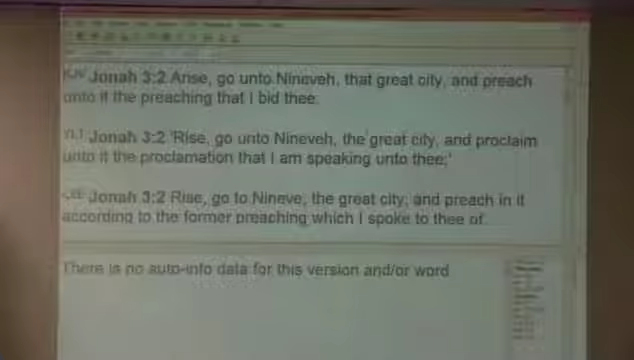 KJV Jonah 3:2 Arise, go unto Nineveh, that great city, and preach
unto it the preaching that I bid thee.
YLT Jonah 3:2 'Rise, go unto Nineveh, the great city, and proclaim
unto it the proclamation that I am speaking unto thee;'
Jonah 3:2 Rise, go to Nineve, the great city, and preach in it
according to the former preaching which I spoke to thee of.
There is no auto-info data for this version and/or word